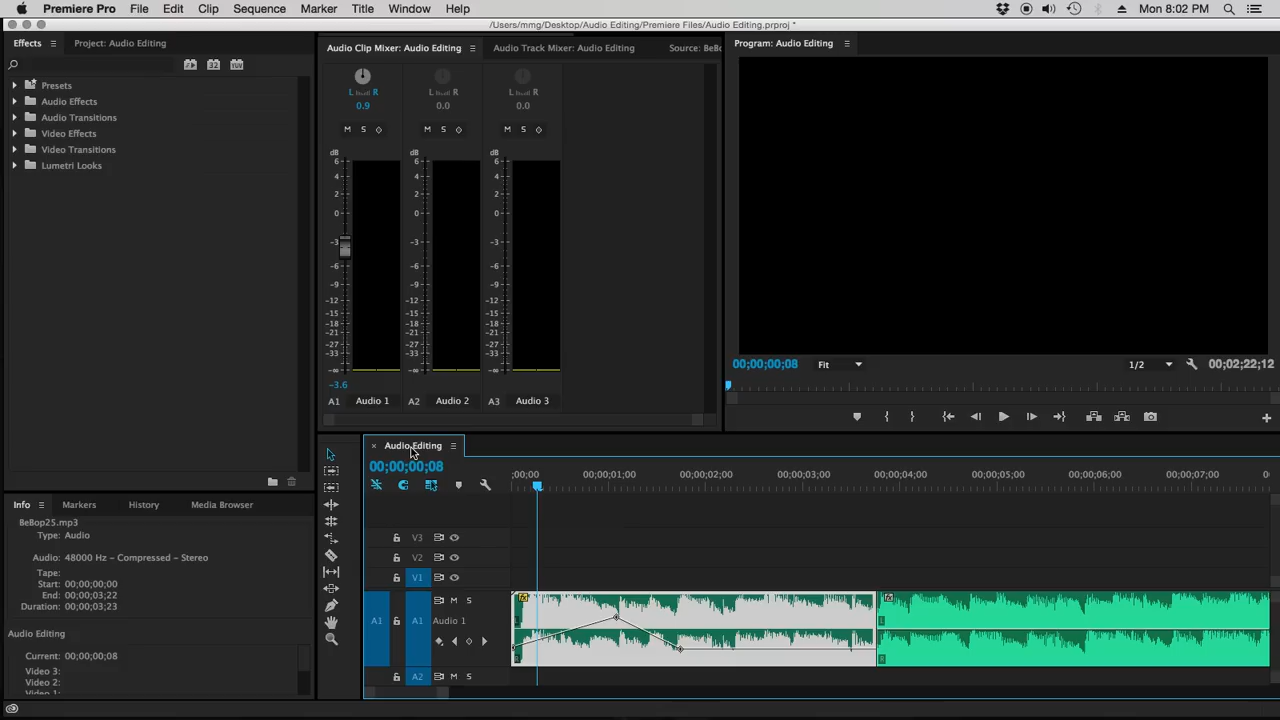 Premiere Pro File Edit Clip Sequence Marker Title Window Help Mon 8:02 PM
/Users/mmg/Desktop/Audio Editing/Premiere Files/Audio Editing.prproj *
Effects Project: Audio Editing
Audio Clip Mixer: Audio Editing Audio Track Mixer: Audio Editing Source: BeBo
Program: Audio Editing
32 YUV
Presets
Audio Effects
Audio Transitions
Video Effects
Video Transitions
Lumetri Looks
L R L R L R
0.9 0.0 0.0
M S M S M S
dB dB dB
6 6 6
4 4 4
2 2 2
0 0 0
-3 -3 -3
-6 -6 -6
-9 -9 -9
-12 -12 -12
-15 -15 -15
-18 -18 -18
-21 -21 -21
-27 -27 -27
-33 -33 -33
-∞ -∞ -∞
-3.6
A1 Audio 1 A2 Audio 2 A3 Audio 3
00;00;00;08 Fit 1/2 00;02;22;12
Info Markers History Media Browser
BeBop25.mp3
Type: Audio
Audio: 48000 Hz - Compressed - Stereo
Tape:
Start: 00;00;00;00
End: 00;00;03;22
Duration: 00;00;03;23
Audio Editing
Current: 00;00;00;08
Video 3:
Video 2:
× Audio Editing
00;00;00;08
;00;00 00;00;01;00 00;00;02;00 00;00;03;00 00;00;04;00 00;00;05;00 00;00;06;00 00;00;07;00 00
V3
V2
V1
M S
A1 A1 Audio 1
A2 M S
fx fx
L L
R R